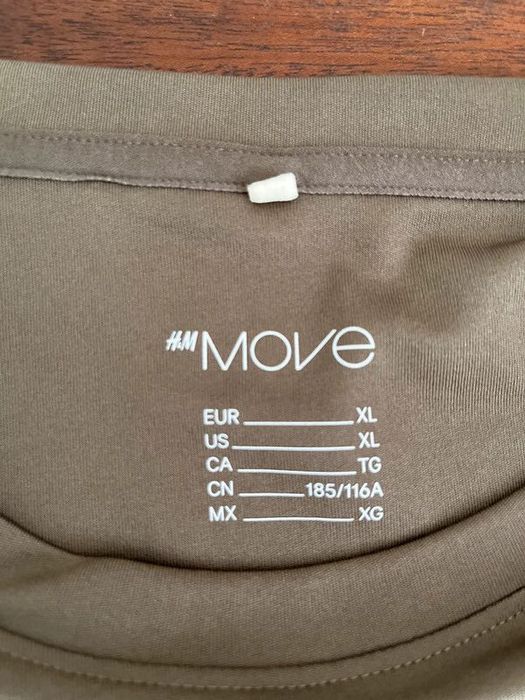 H&M MOVE
EUR XL
US XL
CA TG
CN 185/116A
MX XG